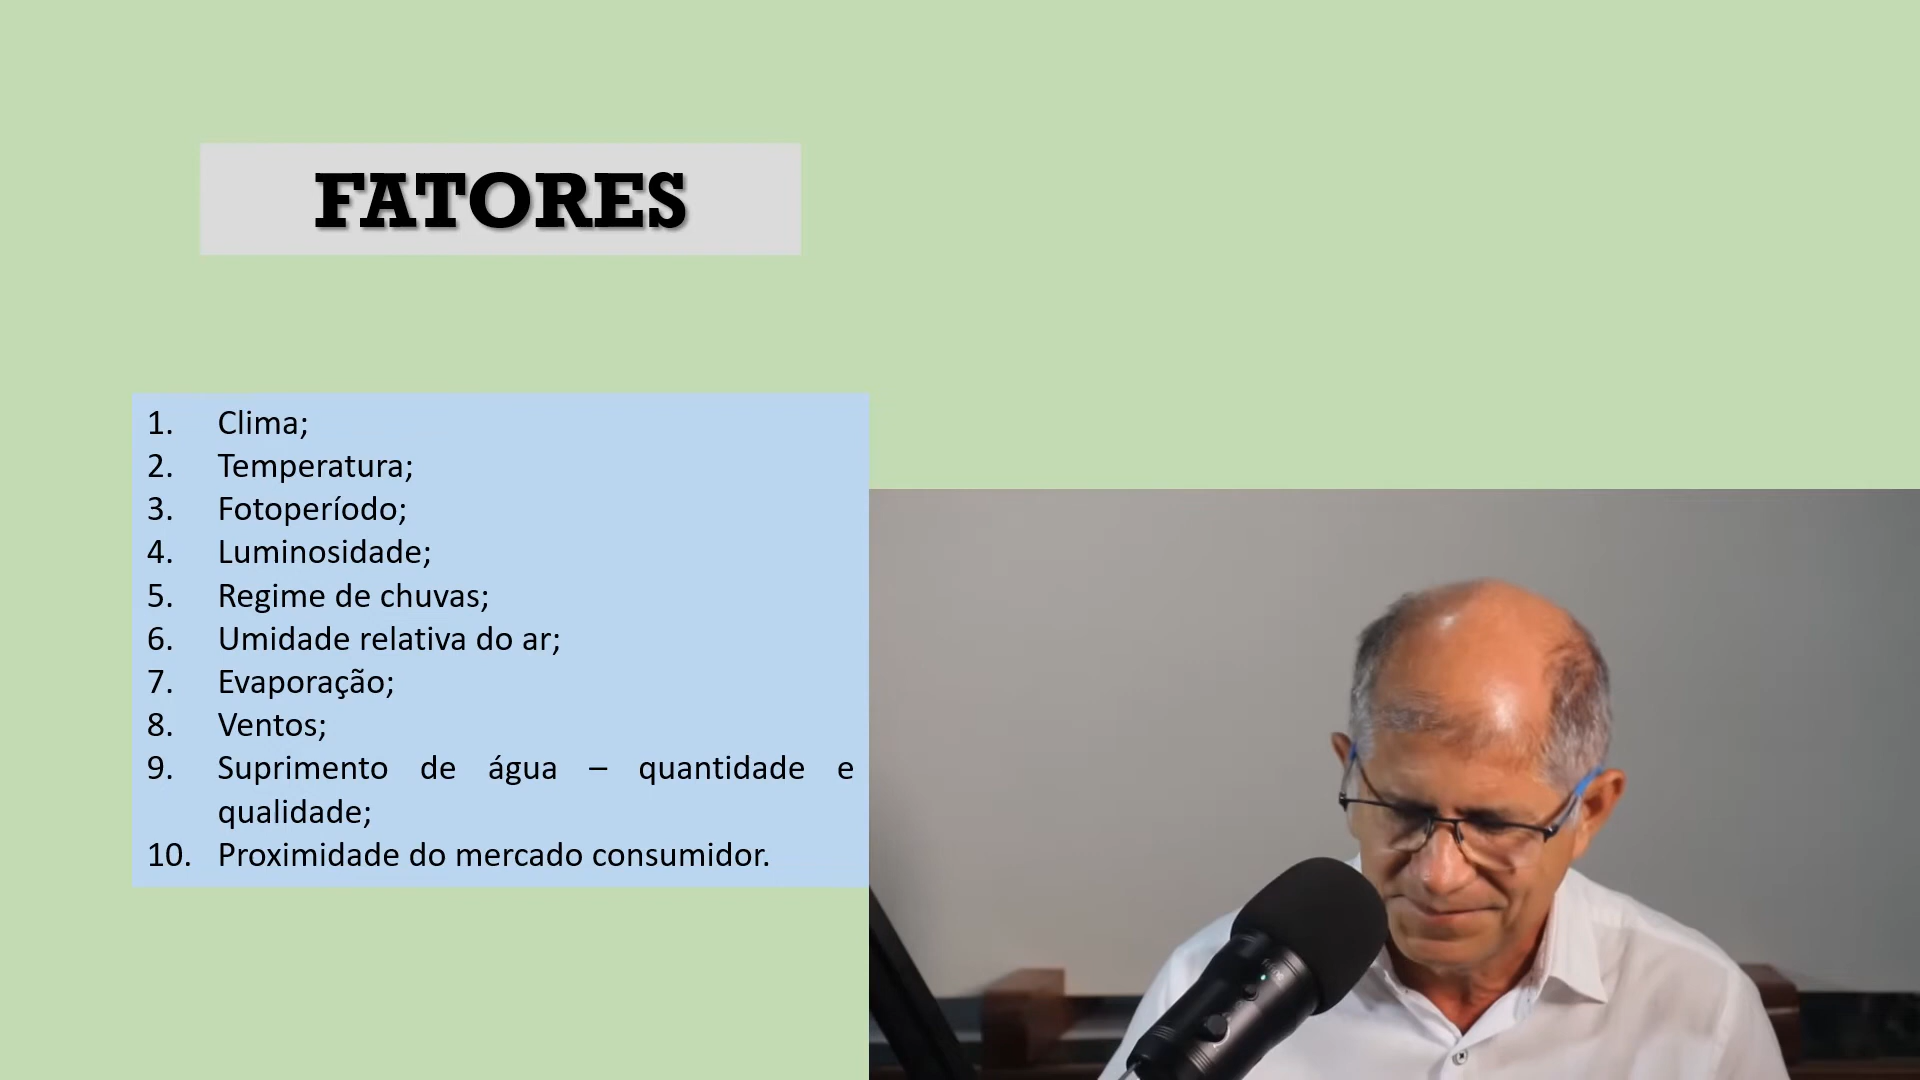 FATORES
1. Clima;
2. Temperatura;
3. Fotoperíodo;
4. Luminosidade;
5. Regime de chuvas;
6. Umidade relativa do ar;
7. Evaporação;
8. Ventos;
9. Suprimento de água – quantidade e
qualidade;
10. Proximidade do mercado consumidor.